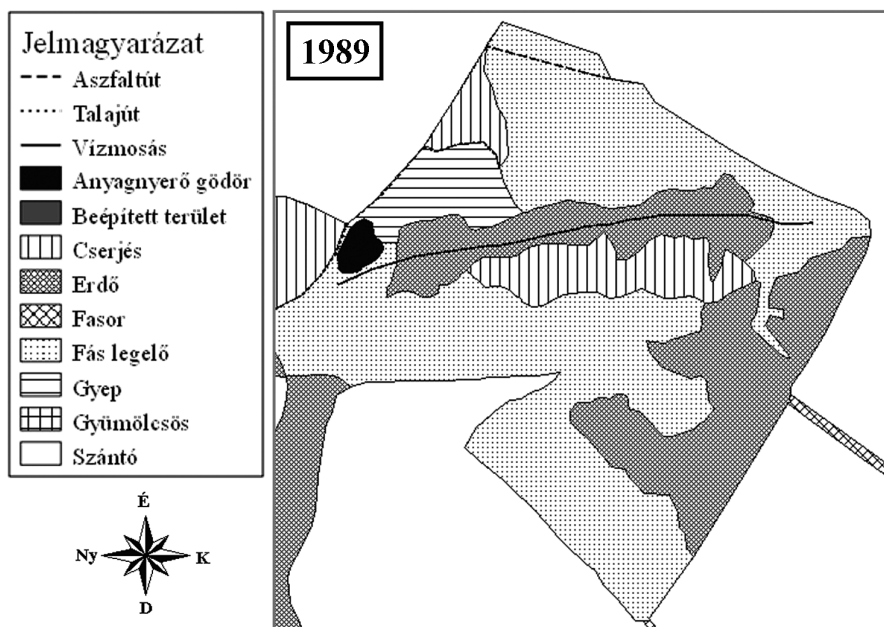 Jelmagyarázat
Aszfaltút
Talajút
Vízmosás
Anyagnyerő gödör
Beépített terület
Cserjés
Erdő
Fasor
Fás legelő
Gyep
Gyümölcsös
Szántó
1989
É
Ny
K
D